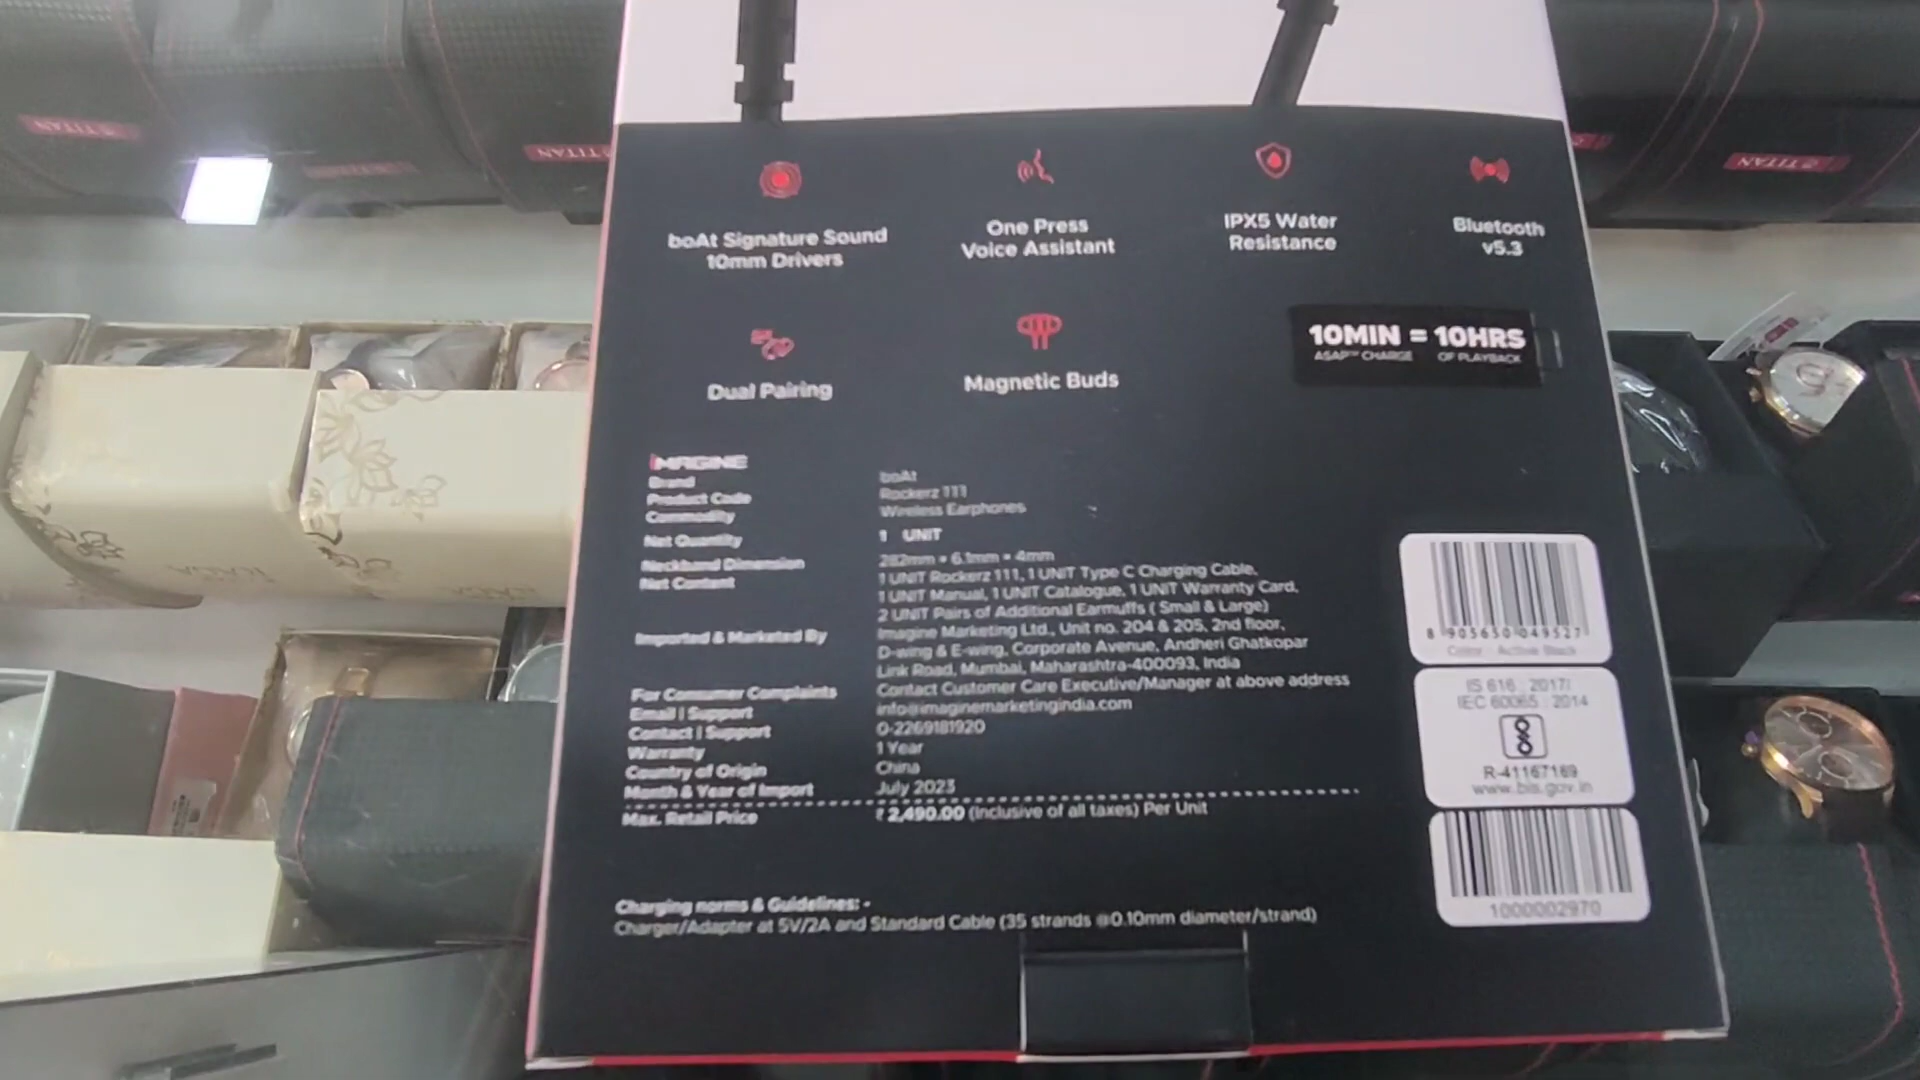 TITAN
TITAN
TITAN
boAt Signature Sound
10mm Drivers
One Press
Voice Assistant
IPX5 Water
Resistance
Bluetooth
v5.3
Dual Pairing
Magnetic Buds
10MIN = 10HRS
ASAP™ CHARGE OF PLAYBACK
iMAGINE
Brand boAt
Product Code Rockerz 111
Commodity Wireless Earphones
Net Quantity 1 UNIT
Neckband Dimension 282mm * 6.1mm * 4mm
Net Content 1 UNIT Rockerz 111, 1 UNIT Type C Charging Cable,
1 UNIT Manual, 1 UNIT Catalogue, 1 UNIT Warranty Card,
2 UNIT Pairs of Additional Earmuffs ( Small & Large)
Imported & Marketed By Imagine Marketing Ltd., Unit no. 204 & 205, 2nd floor,
D-wing & E-wing, Corporate Avenue, Andheri Ghatkopar
Link Road, Mumbai, Maharashtra-400093, India
For Consumer Complaints Contact Customer Care Executive/Manager at above address
Email | Support info@imaginemarketingindia.com
Contact | Support 0-2269181920
Warranty 1 Year
Country of Origin China
Month & Year of Import July 2023
Max. Retail Price ₹ 2,490.00 (Inclusive of all taxes) Per Unit
Charging norms & Guidelines: -
Charger/Adapter at 5V/2A and Standard Cable (35 strands @0.10mm diameter/strand)
8 905650 049527
Color : Active Black
IS 616 : 2017/
IEC 60065 : 2014
R-41167169
www.bis.gov.in
1000002970